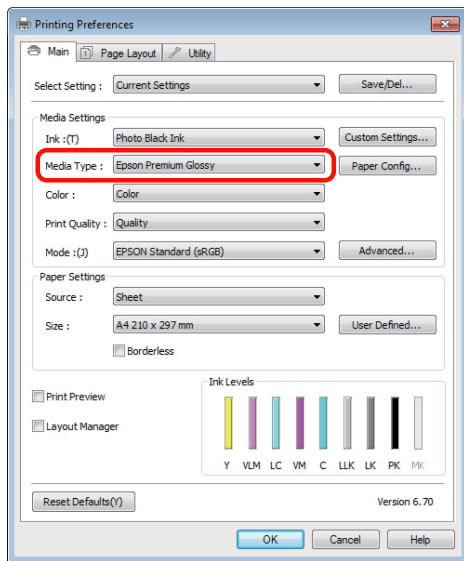 Printing Preferences
Main Page Layout Utility
Select Setting : Current Settings Save/Del...
Media Settings
Ink :(T) Photo Black Ink Custom Settings...
Media Type : Epson Premium Glossy Paper Config...
Color : Color
Print Quality : Quality
Mode :(J) EPSON Standard (sRGB) Advanced...
Paper Settings
Source : Sheet
Size : A4 210 x 297 mm User Defined...
Borderless
Ink Levels
Print Preview
Layout Manager
Y VLM LC VM C LLK LK PK MK
Reset Defaults(Y) Version 6.70
OK Cancel Help